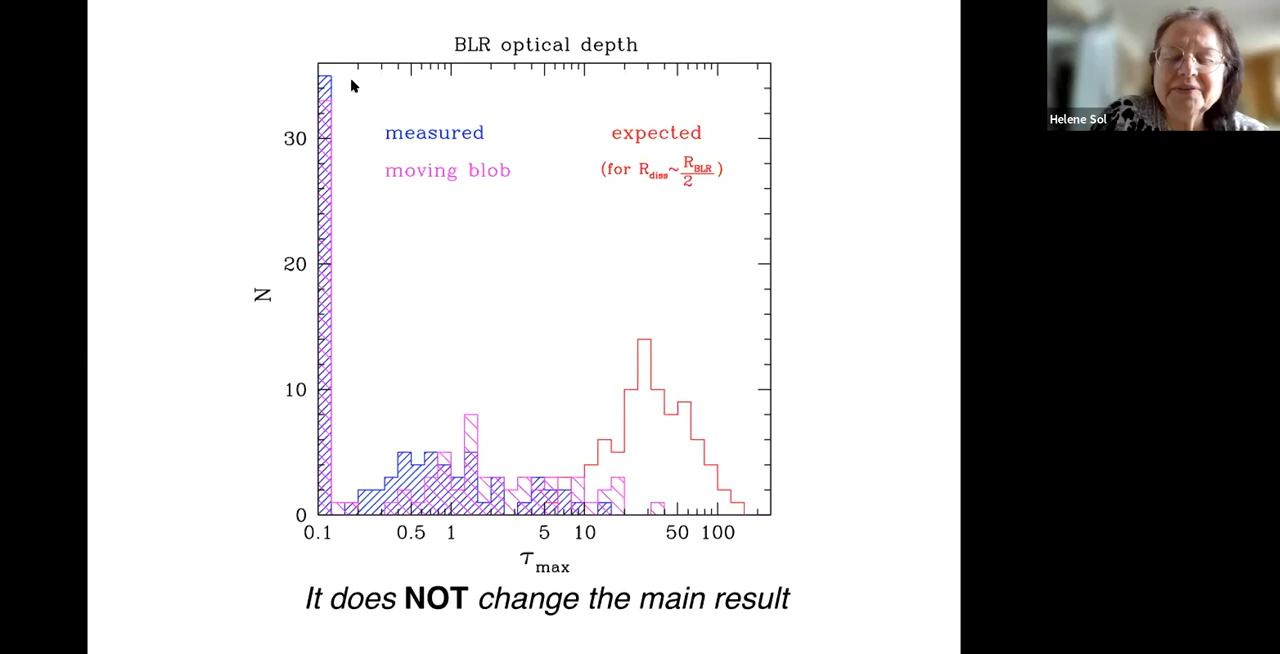 BLR optical depth
measured
expected
moving blob
(for R_diss ~ R_BLR/2)
30
20
10
0
N
0.1 0.5 1 5 10 50 100
τ_max
It does NOT change the main result
Helene Sol